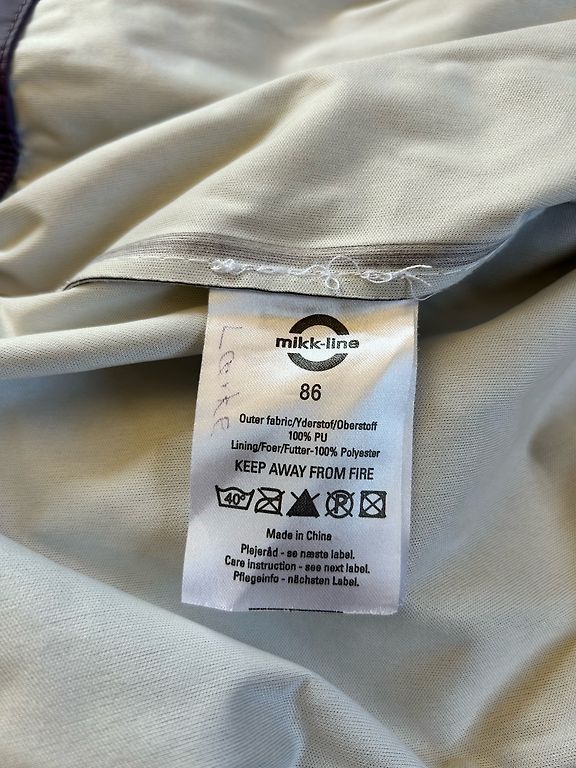 mikk-line
86
Outer fabric/Yderstof/Oberstoff
100% PU
Lining/Foer/Futter-100% Polyester
KEEP AWAY FROM FIRE
40°
P
Made in China
Plejeråd - se næste label.
Care instruction - see next label.
Pflegeinfo - nächsten Label.
Lærke